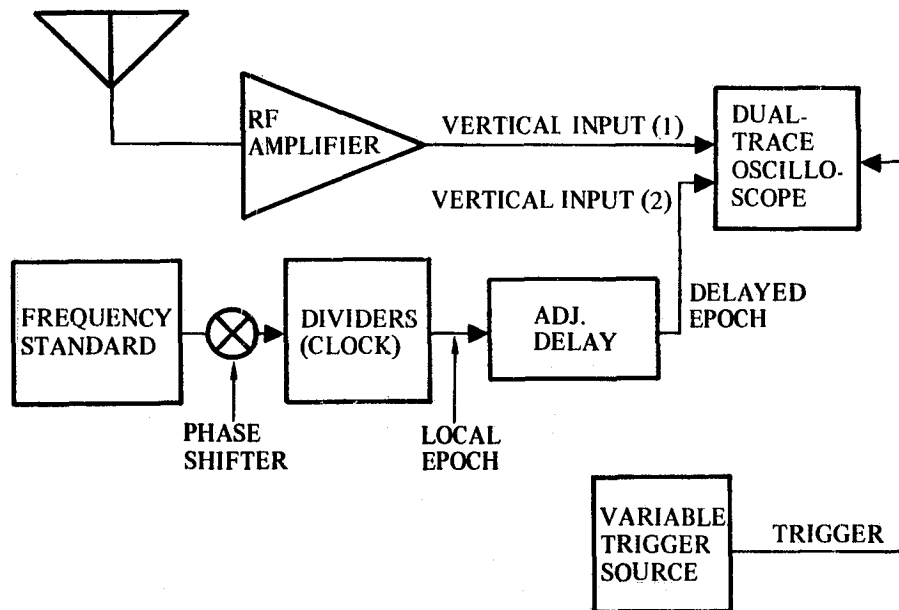 RF
AMPLIFIER
VERTICAL INPUT (1)
DUAL-
TRACE
OSCILLO-
SCOPE
VERTICAL INPUT (2)
FREQUENCY
STANDARD
DIVIDERS
(CLOCK)
ADJ.
DELAY
DELAYED
EPOCH
PHASE
SHIFTER
LOCAL
EPOCH
VARIABLE
TRIGGER
SOURCE
TRIGGER